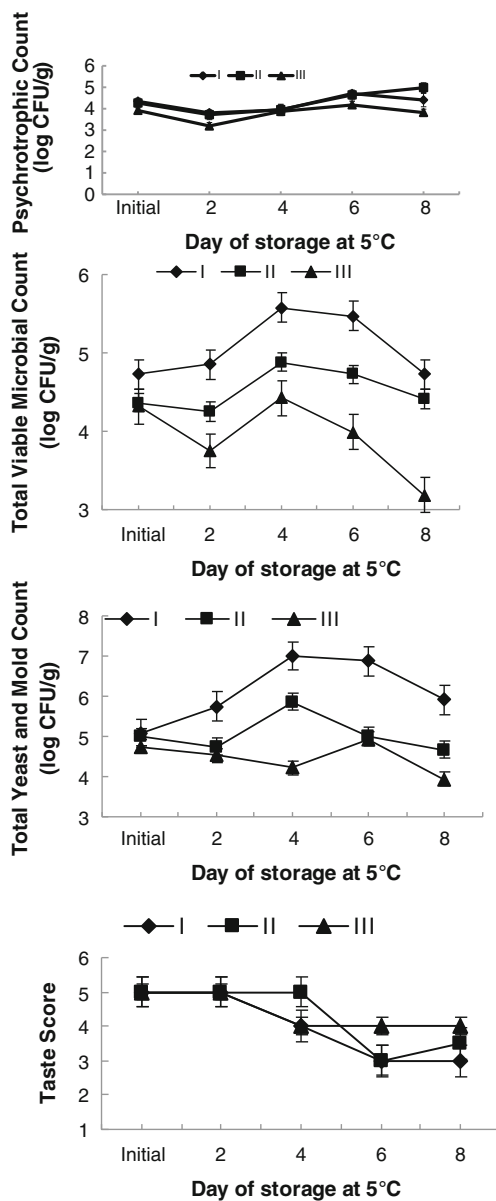 Psychrotrophic Count
(log CFU/g)
6
5
4
3
2
1
0
I II III
Initial 2 4 6 8
Day of storage at 5°C
Total Viable Microbial Count
(log CFU/g)
6
5
4
3
I II III
Initial 2 4 6 8
Day of storage at 5°C
Total Yeast and Mold Count
(log CFU/g)
8
7
6
5
4
3
I II III
Initial 2 4 6 8
Day of storage at 5°C
Taste Score
6
5
4
3
2
1
I II III
Initial 2 4 6 8
Day of storage at 5°C